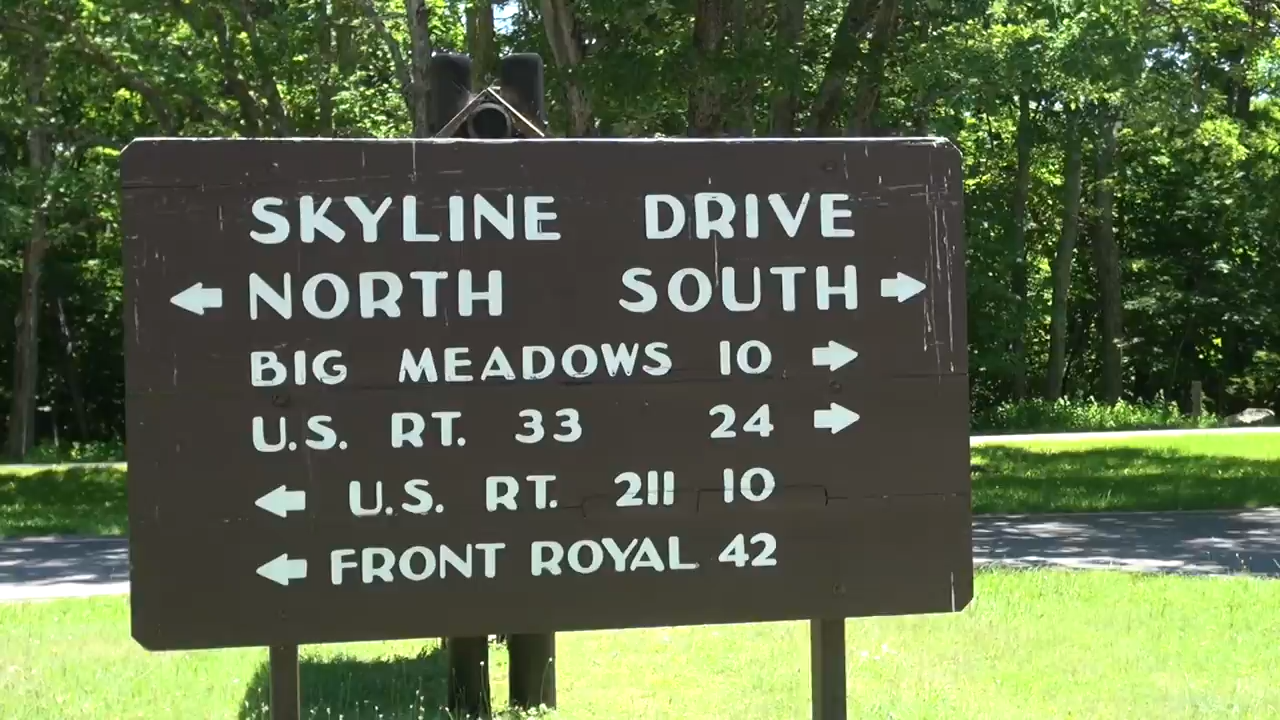 SKYLINE DRIVE
← NORTH SOUTH →
BIG MEADOWS 10 →
U.S. RT. 33 24 →
← U.S. RT. 211 10
← FRONT ROYAL 42